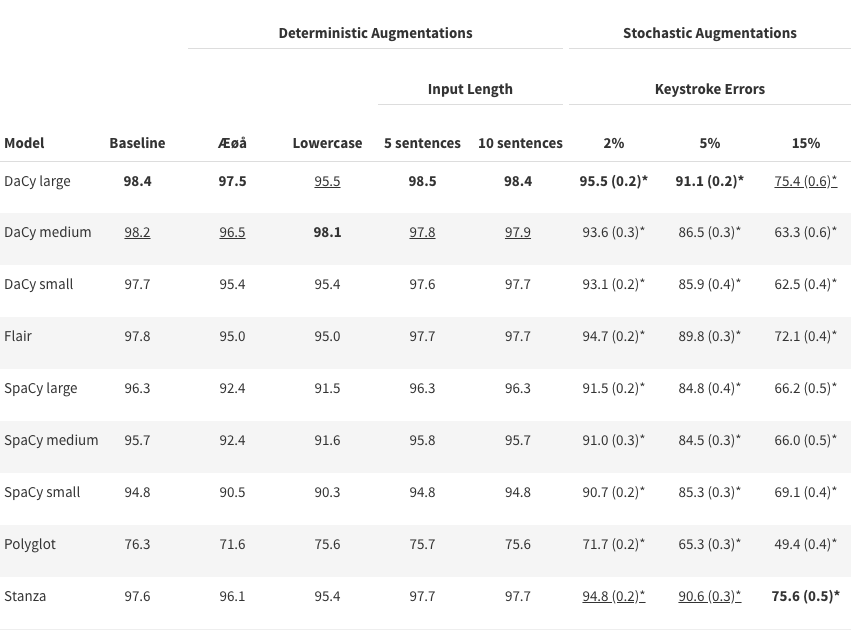 Deterministic Augmentations Stochastic Augmentations
Input Length Keystroke Errors
Model Baseline Æøå Lowercase 5 sentences 10 sentences 2% 5% 15%
DaCy large 98.4 97.5 95.5 98.5 98.4 95.5 (0.2)* 91.1 (0.2)* 75.4 (0.6)*
DaCy medium 98.2 96.5 98.1 97.8 97.9 93.6 (0.3)* 86.5 (0.3)* 63.3 (0.6)*
DaCy small 97.7 95.4 95.4 97.6 97.7 93.1 (0.2)* 85.9 (0.4)* 62.5 (0.4)*
Flair 97.8 95.0 95.0 97.7 97.7 94.7 (0.2)* 89.8 (0.3)* 72.1 (0.4)*
SpaCy large 96.3 92.4 91.5 96.3 96.3 91.5 (0.2)* 84.8 (0.4)* 66.2 (0.5)*
SpaCy medium 95.7 92.4 91.6 95.8 95.7 91.0 (0.3)* 84.5 (0.3)* 66.0 (0.5)*
SpaCy small 94.8 90.5 90.3 94.8 94.8 90.7 (0.2)* 85.3 (0.3)* 69.1 (0.4)*
Polyglot 76.3 71.6 75.6 75.7 75.6 71.7 (0.2)* 65.3 (0.3)* 49.4 (0.4)*
Stanza 97.6 96.1 95.4 97.7 97.7 94.8 (0.2)* 90.6 (0.3)* 75.6 (0.5)*